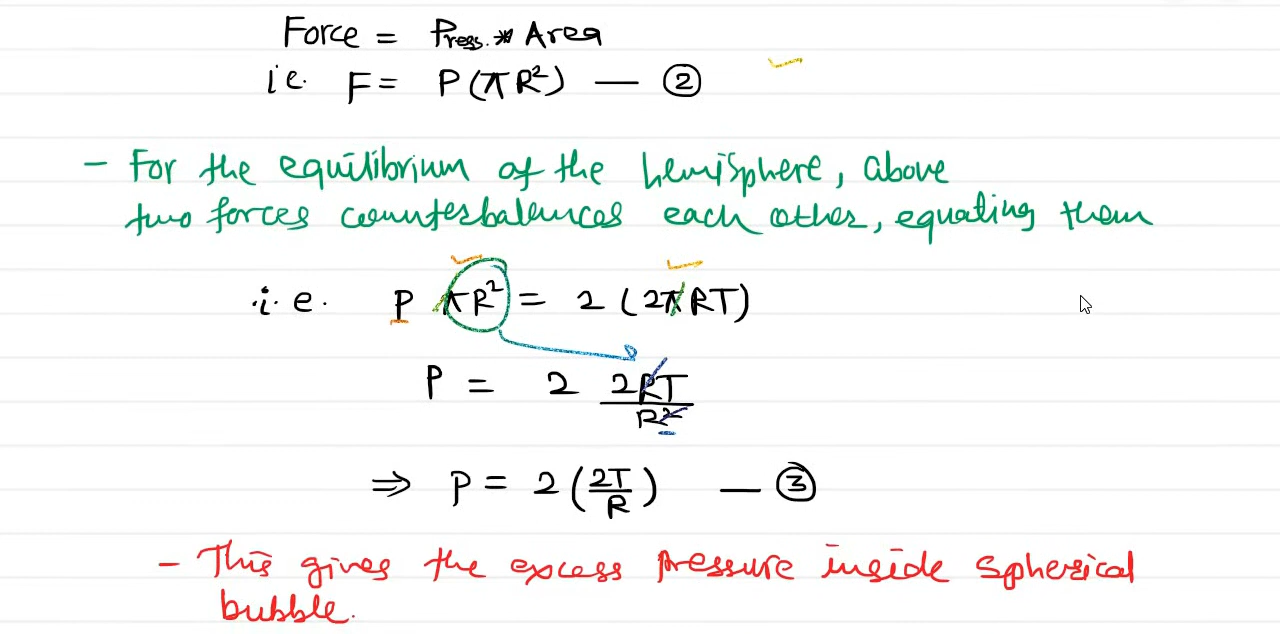 Force = Press. * Area
i.e. F = P(πR²) — ②
- For the equilibrium of the hemisphere, above
two forces counterbalences each other, equating them
i.e. P πR² = 2 (2πRT)
P = 2 2RT/R²
⇒ P = 2 (2T/R) — ③
- This gives the excess pressure inside spherical
bubble.